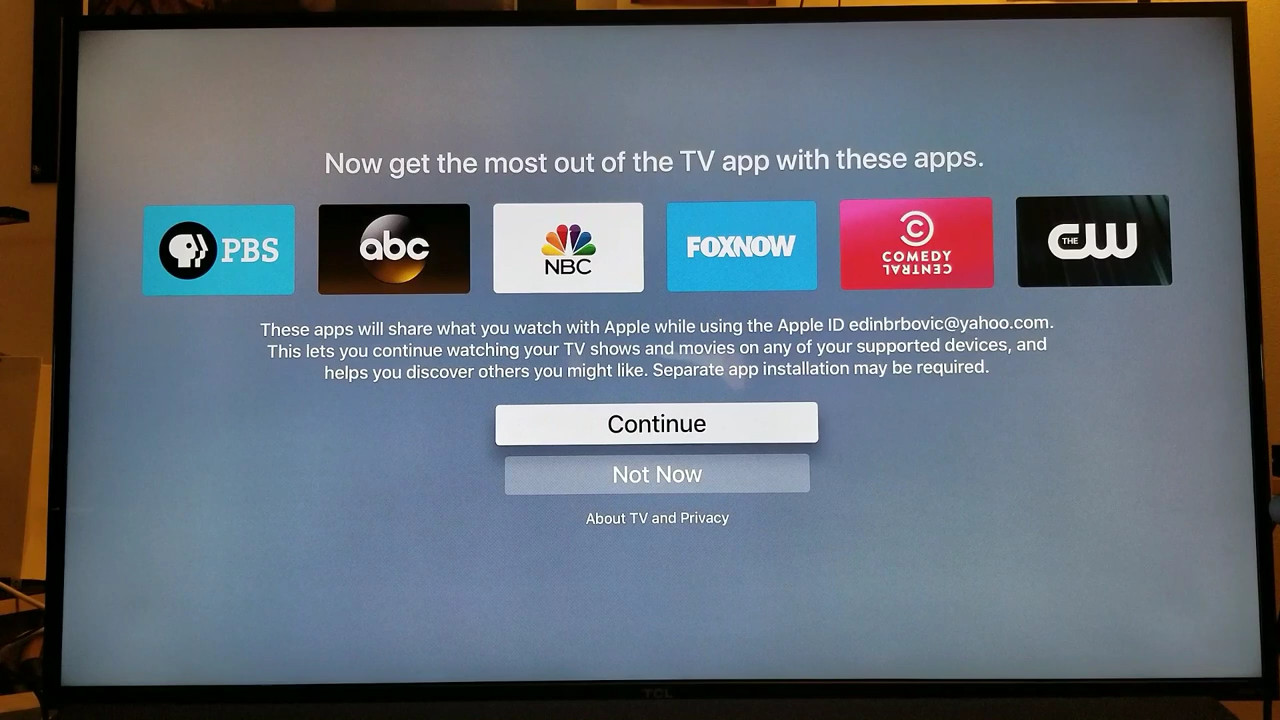 Now get the most out of the TV app with these apps.
PBS
abc
NBC
FOXNOW
C
COMEDY
CENTRAL
THE CW
These apps will share what you watch with Apple while using the Apple ID edinbrbovic@yahoo.com.
This lets you continue watching your TV shows and movies on any of your supported devices, and
helps you discover others you might like. Separate app installation may be required.
Continue
Not Now
About TV and Privacy
TCL